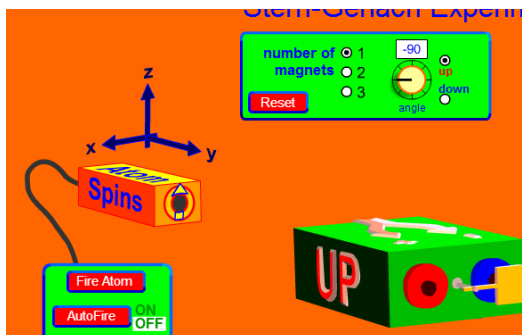 Stern-Gerlach Experim
number of 1
magnets 2
3
-90
up
down
angle
Reset
z
x
y
Atom
Spins
UP
Fire Atom
AutoFire
ON
OFF